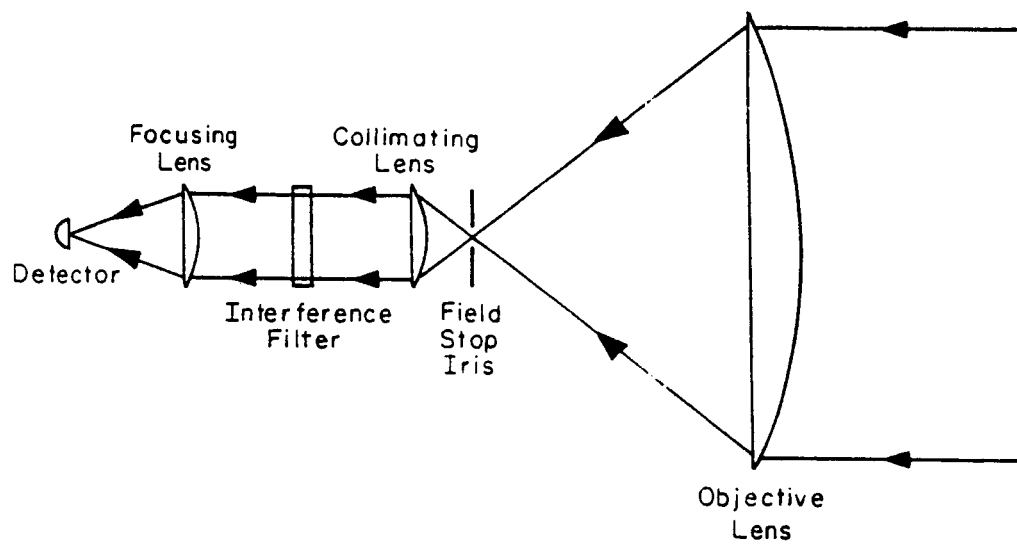 Focusing
Lens
Collimating
Lens
Detector
Interference
Filter
Field
Stop
Iris
Objective
Lens